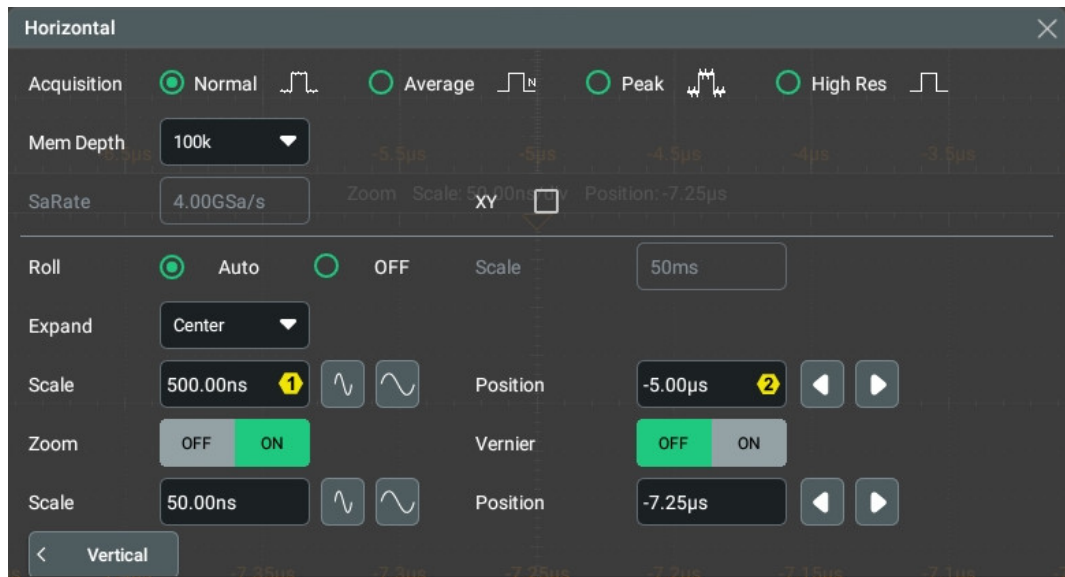 Horizontal
Acquisition Normal Average N Peak High Res
Mem Depth 100k
-5.5µs -5µs -4.5µs -4µs -3.5µs
SaRate 4.00GSa/s XY
Zoom Scale: 50.00ns/div Position:-7.25µs
Roll Auto OFF Scale 50ms
Expand Center
Scale 500.00ns 1 Position -5.00µs 2
Zoom OFF ON Vernier OFF ON
Scale 50.00ns Position -7.25µs
< Vertical
-7.35µs -7.3µs -7.25µs -7.2µs -7.15µs -7.1µs